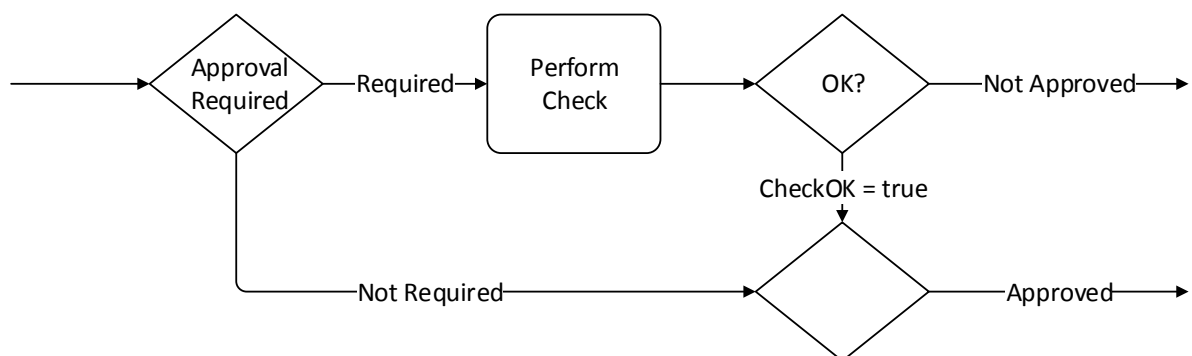 Approval
Required
Required
Perform
Check
OK?
Not Approved
CheckOK = true
Not Required
Approved